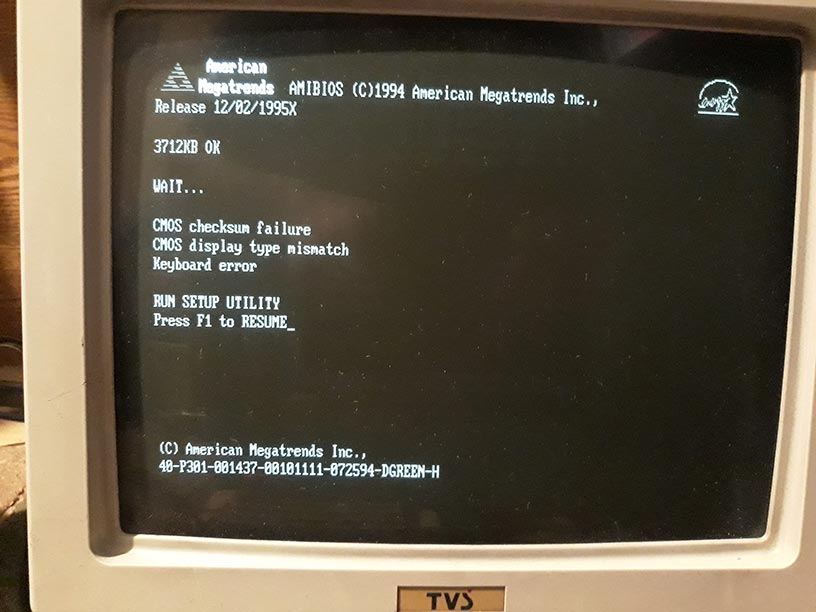 American
Megatrends AMIBIOS (C)1994 American Megatrends Inc.,
Release 12/02/1995X
3712KB OK
WAIT...
CMOS checksum failure
CMOS display type mismatch
Keyboard error
RUN SETUP UTILITY
Press F1 to RESUME_
(C) American Megatrends Inc.,
40-P301-001437-00101111-072594-DGREEN-H
energy
TVS